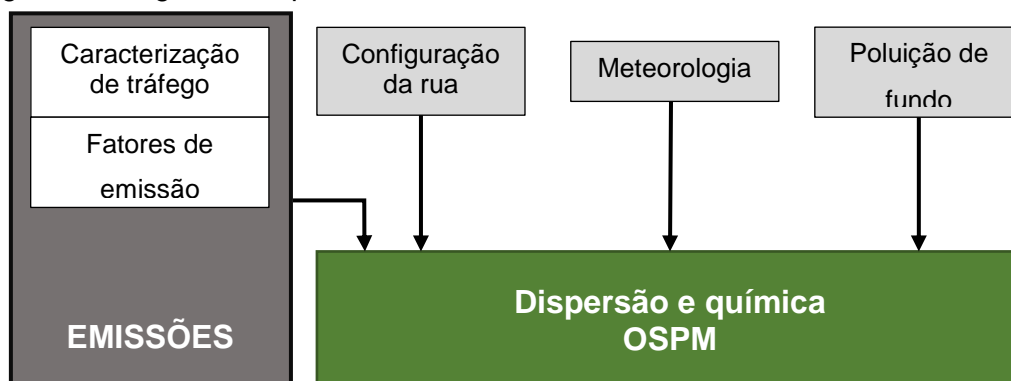 Caracterização
de tráfego
Fatores de
emissão
EMISSÕES
Configuração
da rua
Meteorologia
Poluição de
fundo
Dispersão e química
OSPM